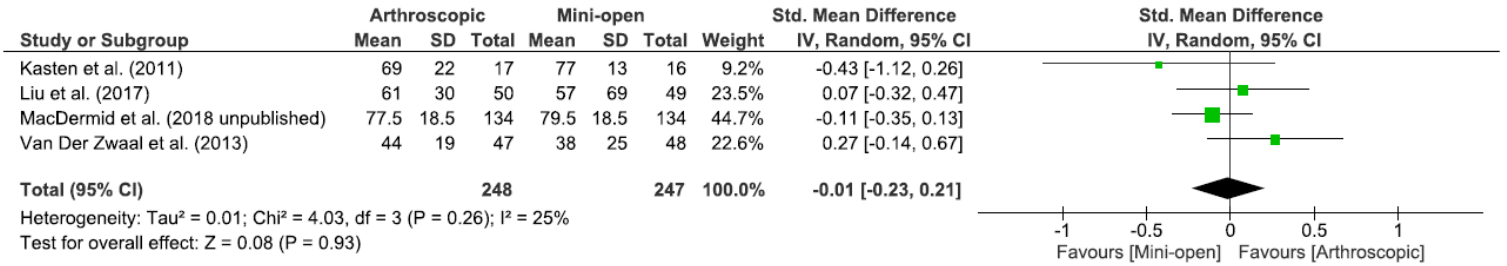 Arthroscopic Mini-open Std. Mean Difference Std. Mean Difference
Study or Subgroup Mean SD Total Mean SD Total Weight IV, Random, 95% CI IV, Random, 95% CI
Kasten et al. (2011) 69 22 17 77 13 16 9.2% -0.43 [-1.12, 0.26]
Liu et al. (2017) 61 30 50 57 69 49 23.5% 0.07 [-0.32, 0.47]
MacDermid et al. (2018 unpublished) 77.5 18.5 134 79.5 18.5 134 44.7% -0.11 [-0.35, 0.13]
Van Der Zwaal et al. (2013) 44 19 47 38 25 48 22.6% 0.27 [-0.14, 0.67]
Total (95% CI) 248 247 100.0% -0.01 [-0.23, 0.21]
Heterogeneity: Tau² = 0.01; Chi² = 4.03, df = 3 (P = 0.26); I² = 25%
Test for overall effect: Z = 0.08 (P = 0.93)
-1 -0.5 0 0.5 1
Favours [Mini-open] Favours [Arthroscopic]